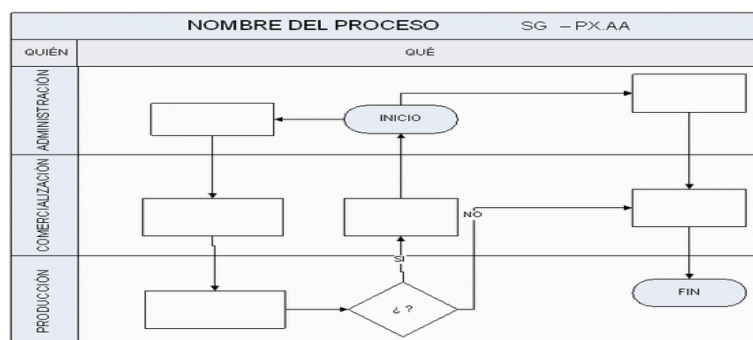 NOMBRE DEL PROCESO SG – PX.AA
QUIÉN QUÉ
ADMINISTRACIÓN
INICIO
COMERCIALIZACIÓN
NO
SI
PRODUCCIÓN
¿ ?
FIN